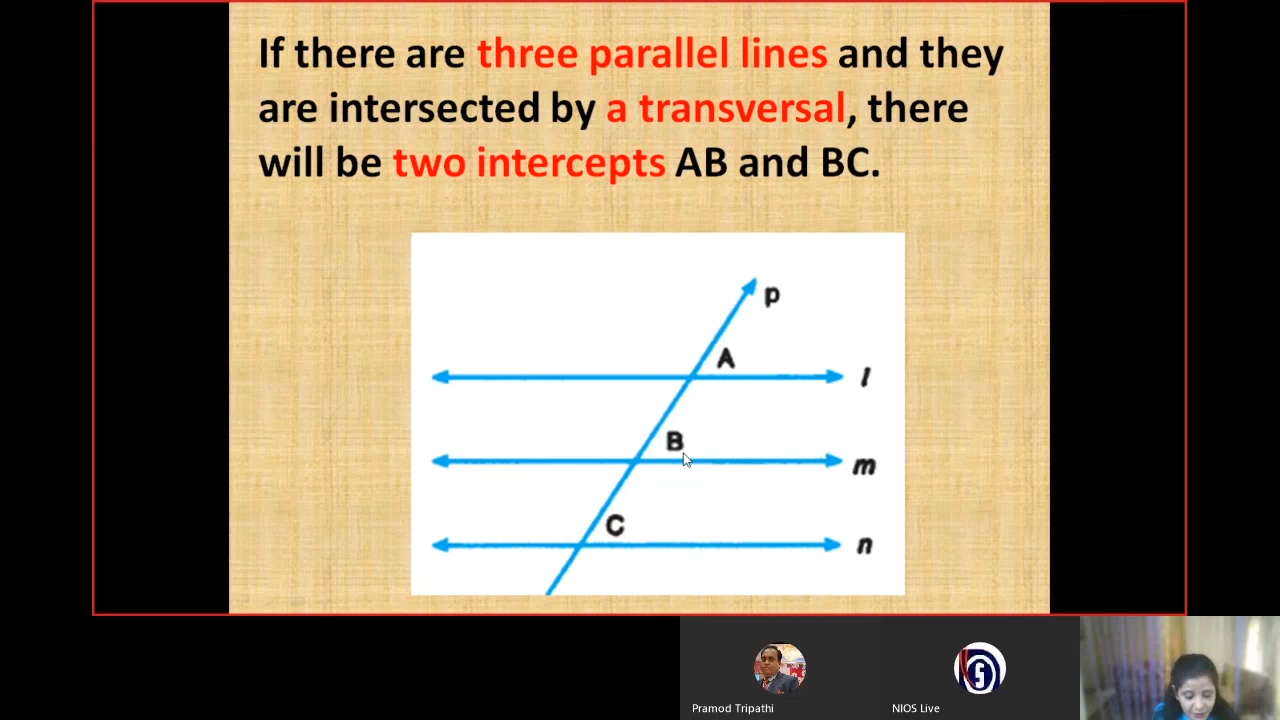 If there are three parallel lines and they
are intersected by a transversal, there
will be two intercepts AB and BC.
p
A
l
B
m
C
n
Pramod Tripathi
NIOS Live